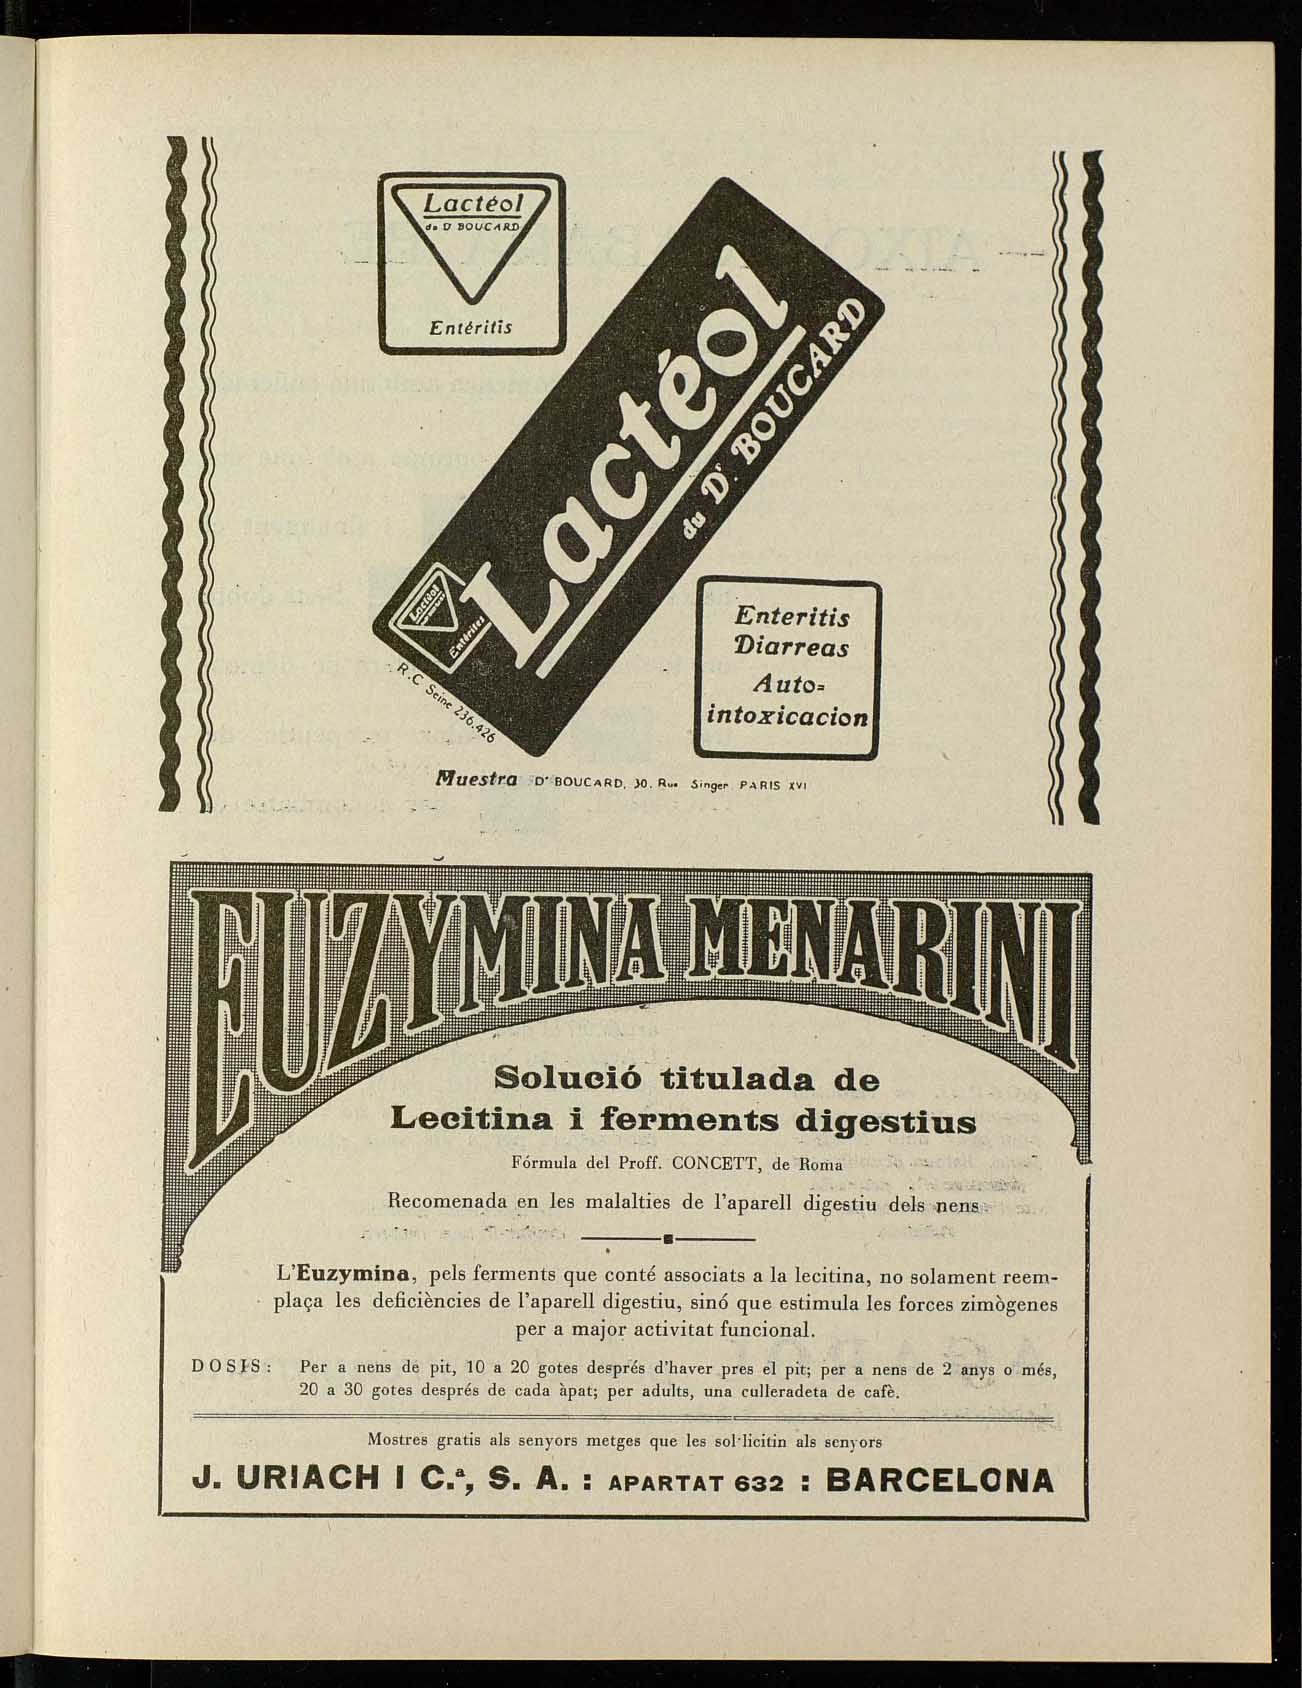 Lactéol
du Dr BOUCARD
Entéritis
Lactéol
du Dr. BOUCARD
Lactéol
Entérites
R.C Seine 236.426
Enteritis
Diarreas
Auto=
intoxicacion
Muestra Dr BOUCARD, 30, Rue Singer PARIS XVI
EUZYMINA MENARINI
Solució titulada de
Lecitina i ferments digestius
Fórmula del Proff. CONCETT, de Roma
Recomenada en les malalties de l'aparell digestiu dels nens
L'Euzymina, pels ferments que conté associats a la lecitina, no solament reem-
plaça les deficiències de l'aparell digestiu, sinó que estimula les forces zimògenes
per a major activitat funcional.
DOSIS: Per a nens de pit, 10 a 20 gotes després d'haver pres el pit; per a nens de 2 anys o més,
20 a 30 gotes després de cada àpat; per adults, una culleradeta de cafè.
Mostres gratis als senyors metges que les sol·licitin als senyors
J. URIACH I C.ª, S. A. : APARTAT 632 : BARCELONA